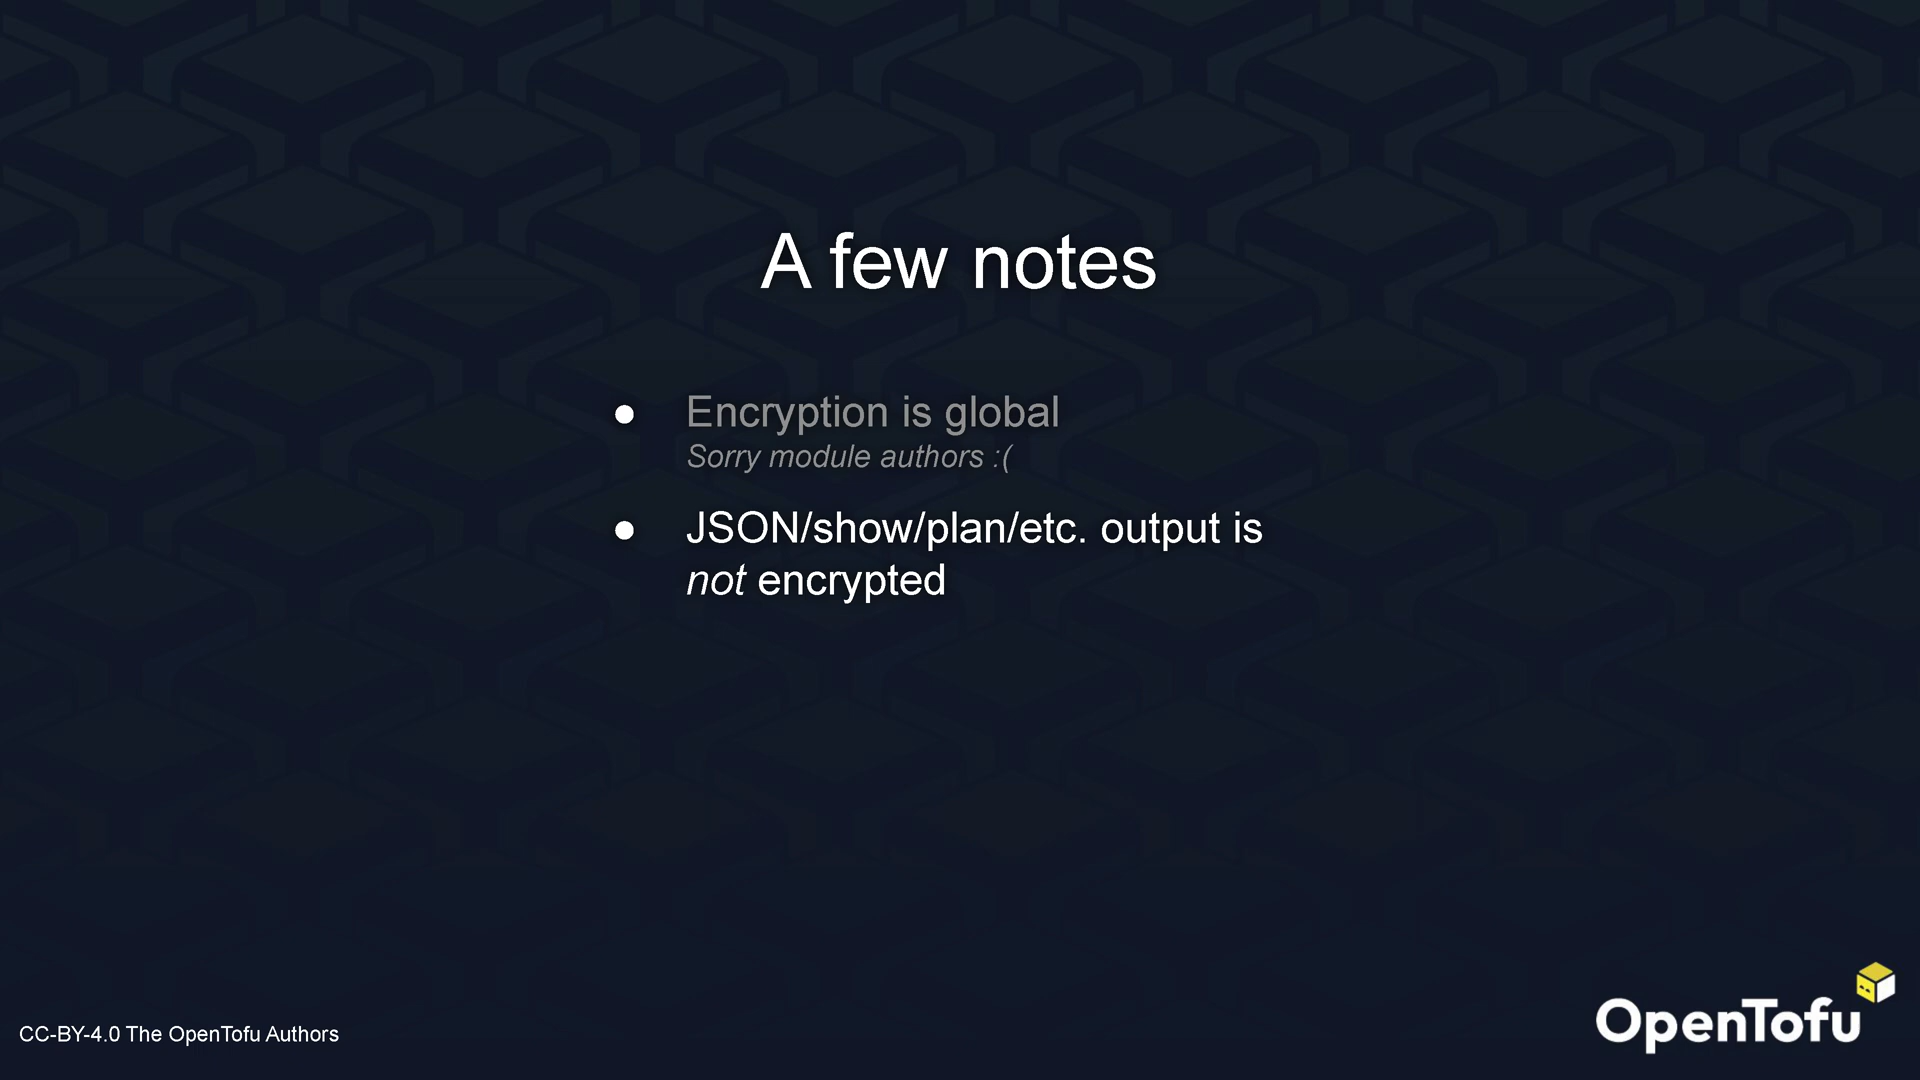 A few notes
● Encryption is global
Sorry module authors :(
● JSON/show/plan/etc. output is
not encrypted
CC-BY-4.0 The OpenTofu Authors
OpenTofu